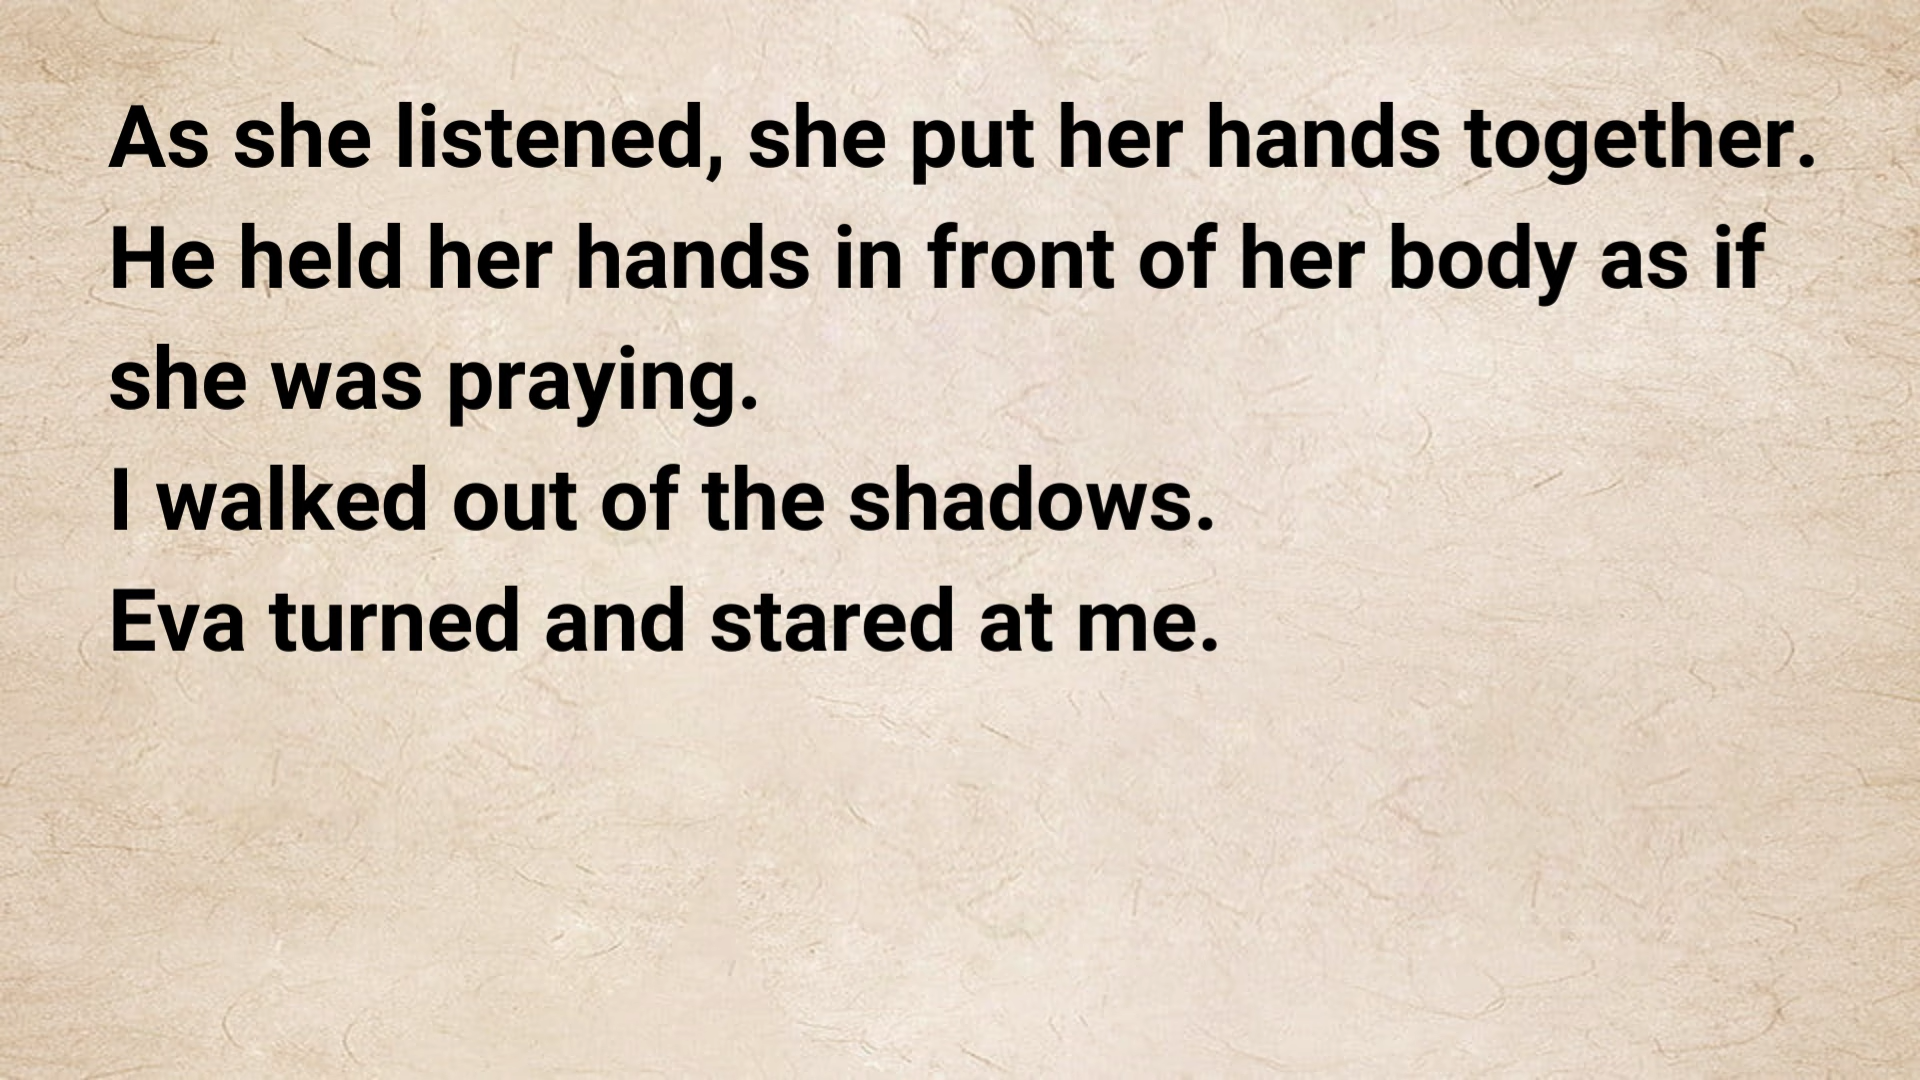 As she listened, she put her hands together.
He held her hands in front of her body as if
she was praying.
I walked out of the shadows.
Eva turned and stared at me.